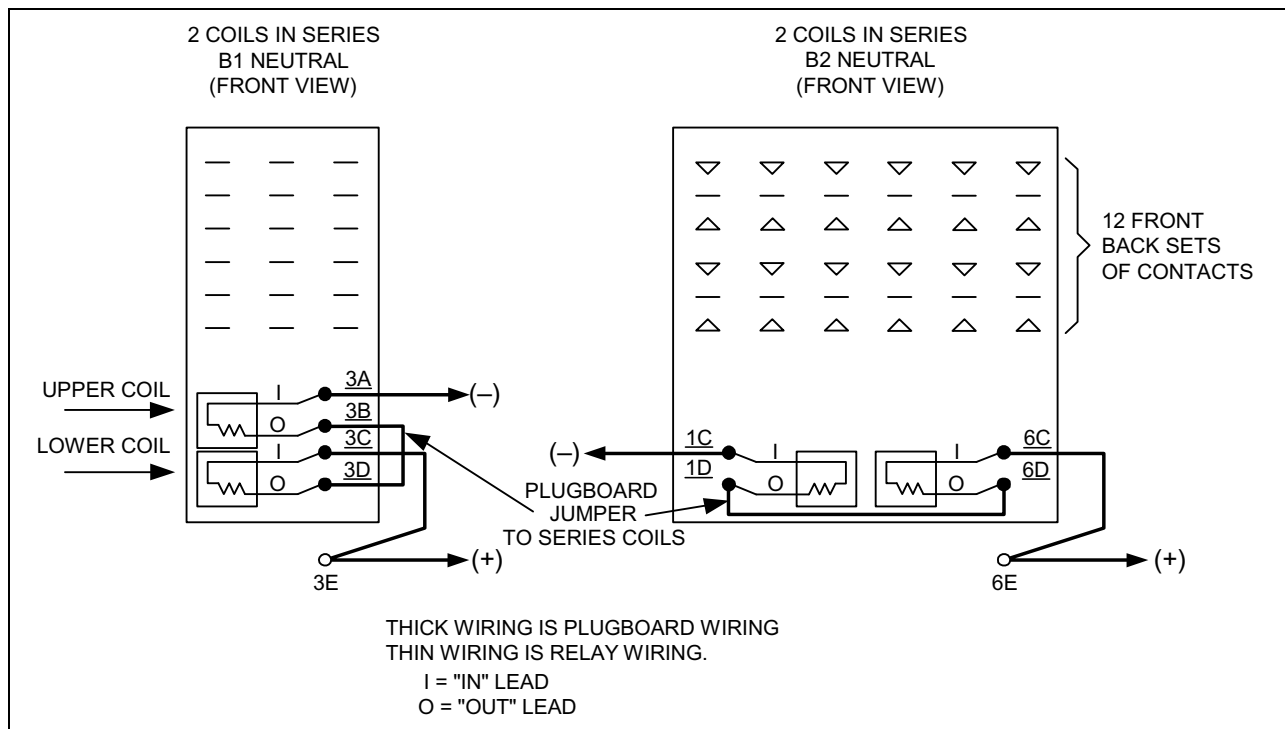 2 COILS IN SERIES
B1 NEUTRAL
(FRONT VIEW)
2 COILS IN SERIES
B2 NEUTRAL
(FRONT VIEW)
12 FRONT
BACK SETS
OF CONTACTS
UPPER COIL
LOWER COIL
I
3A
(–)
O
3B
I
3C
O
3D
3E
(+)
(–)
1C
1D
I
O
I
O
6C
6D
PLUGBOARD
JUMPER
TO SERIES COILS
6E
(+)
THICK WIRING IS PLUGBOARD WIRING
THIN WIRING IS RELAY WIRING.
I = "IN" LEAD
O = "OUT" LEAD